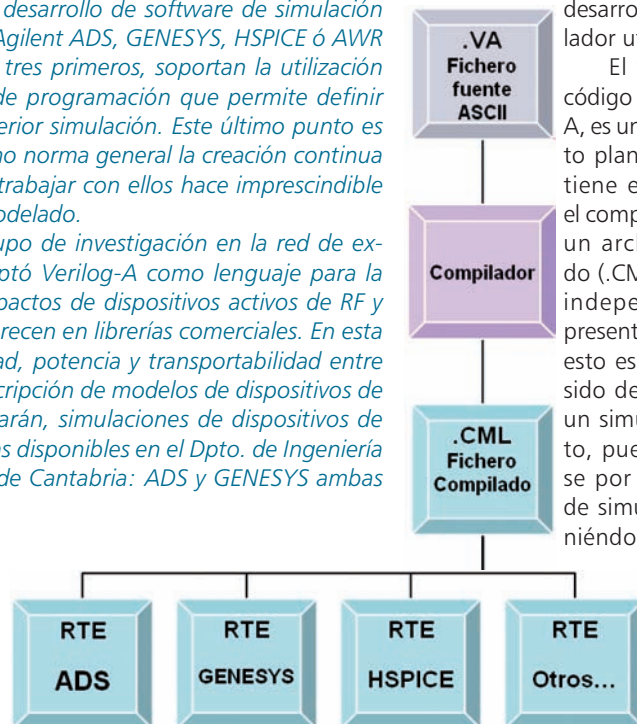 desarrollo de software de simulación
Agilent ADS, GENESYS, HSPICE ó AWR
tres primeros, soportan la utilización
de programación que permite definir
erior simulación. Este último punto es
no norma general la creación continua
trabajar con ellos hace imprescindible
odelado.
upo de investigación en la red de ex-
ptó Verilog-A como lenguaje para la
pactos de dispositivos activos de RF y
recen en librerías comerciales. En esta
ad, potencia y transportabilidad entre
cripción de modelos de dispositivos de
arán, simulaciones de dispositivos de
as disponibles en el Dpto. de Ingeniería
de Cantabria: ADS y GENESYS ambas
.VA
Fichero
fuente
ASCII
Compilador
.CML
Fichero
Compilado
RTE
ADS
RTE
GENESYS
RTE
HSPICE
RTE
Otros...
desarro
lador ut
El
código
A, es un
to plan
tiene e
el comp
un arch
do (.CM
indepe
present
esto es
sido de
un simu
to, pue
se por
de simu
niéndo